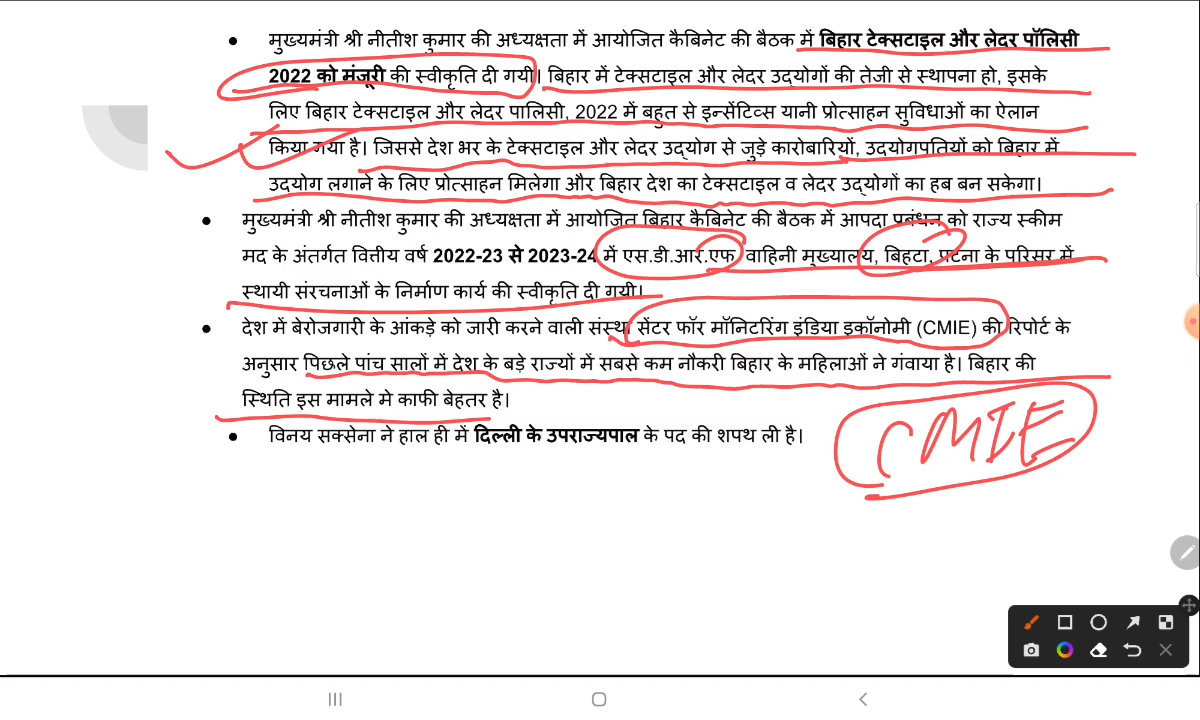 • मुख्यमंत्री श्री नीतीश कुमार की अध्यक्षता में आयोजित कैबिनेट की बैठक में बिहार टेक्सटाइल और लेदर पॉलिसी
2022 को मंजूरी की स्वीकृति दी गयी। बिहार में टेक्सटाइल और लेदर उद्योगों की तेजी से स्थापना हो, इसके
लिए बिहार टेक्सटाइल और लेदर पालिसी, 2022 में बहुत से इन्सेंटिव्स यानी प्रोत्साहन सुविधाओं का ऐलान
किया गया है। जिससे देश भर के टेक्सटाइल और लेदर उद्योग से जुड़े कारोबारियों, उदयोगपतियों को बिहार में
उदयोग लगाने के लिए प्रोत्साहन मिलेगा और बिहार देश का टेक्सटाइल व लेदर उद्योगों का हब बन सकेगा।
• मुख्यमंत्री श्री नीतीश कुमार की अध्यक्षता में आयोजित बिहार कैबिनेट की बैठक में आपदा प्रबंधन को राज्य स्कीम
मद के अंतर्गत वित्तीय वर्ष 2022-23 से 2023-24 में एस.डी.आर.एफ वाहिनी मुख्यालय, बिहटा, पटना के परिसर में
स्थायी संरचनाओं के निर्माण कार्य की स्वीकृति दी गयी।
• देश में बेरोजगारी के आंकड़े को जारी करने वाली संस्था सेंटर फॉर मॉनिटरिंग इंडिया इकॉनोमी (CMIE) की रिपोर्ट के
अनुसार पिछले पांच सालों में देश के बड़े राज्यों में सबसे कम नौकरी बिहार के महिलाओं ने गंवाया है। बिहार की
स्थिति इस मामले मे काफी बेहतर है।
• विनय सक्सेना ने हाल ही में दिल्ली के उपराज्यपाल के पद की शपथ ली है।
CMIE